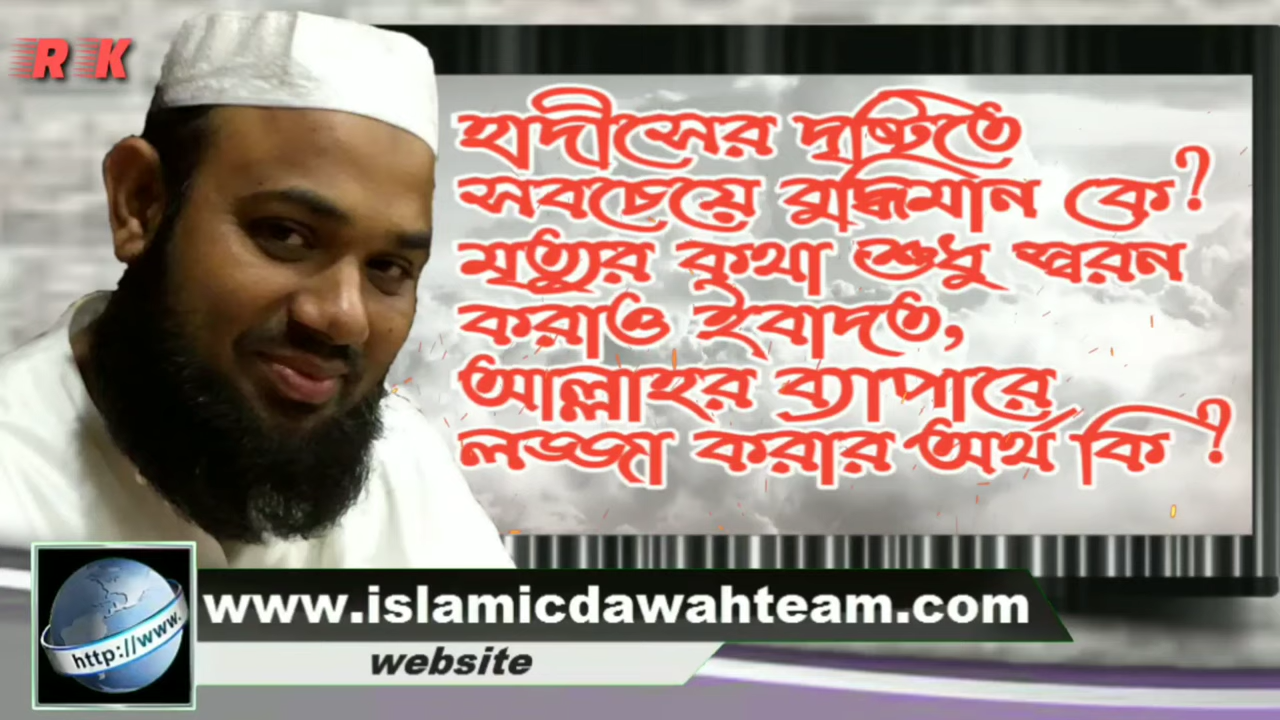 R K
হাদীসের দৃষ্টিতে
সবচেয়ে বুদ্ধিমান কে?
মৃত্যুর কথা শুধু স্বরন
করাও ইবাদত,
আল্লাহর ব্যাপারে
লজ্জা করার অর্থ কি ?
http://www.
www.islamicdawahteam.com
website